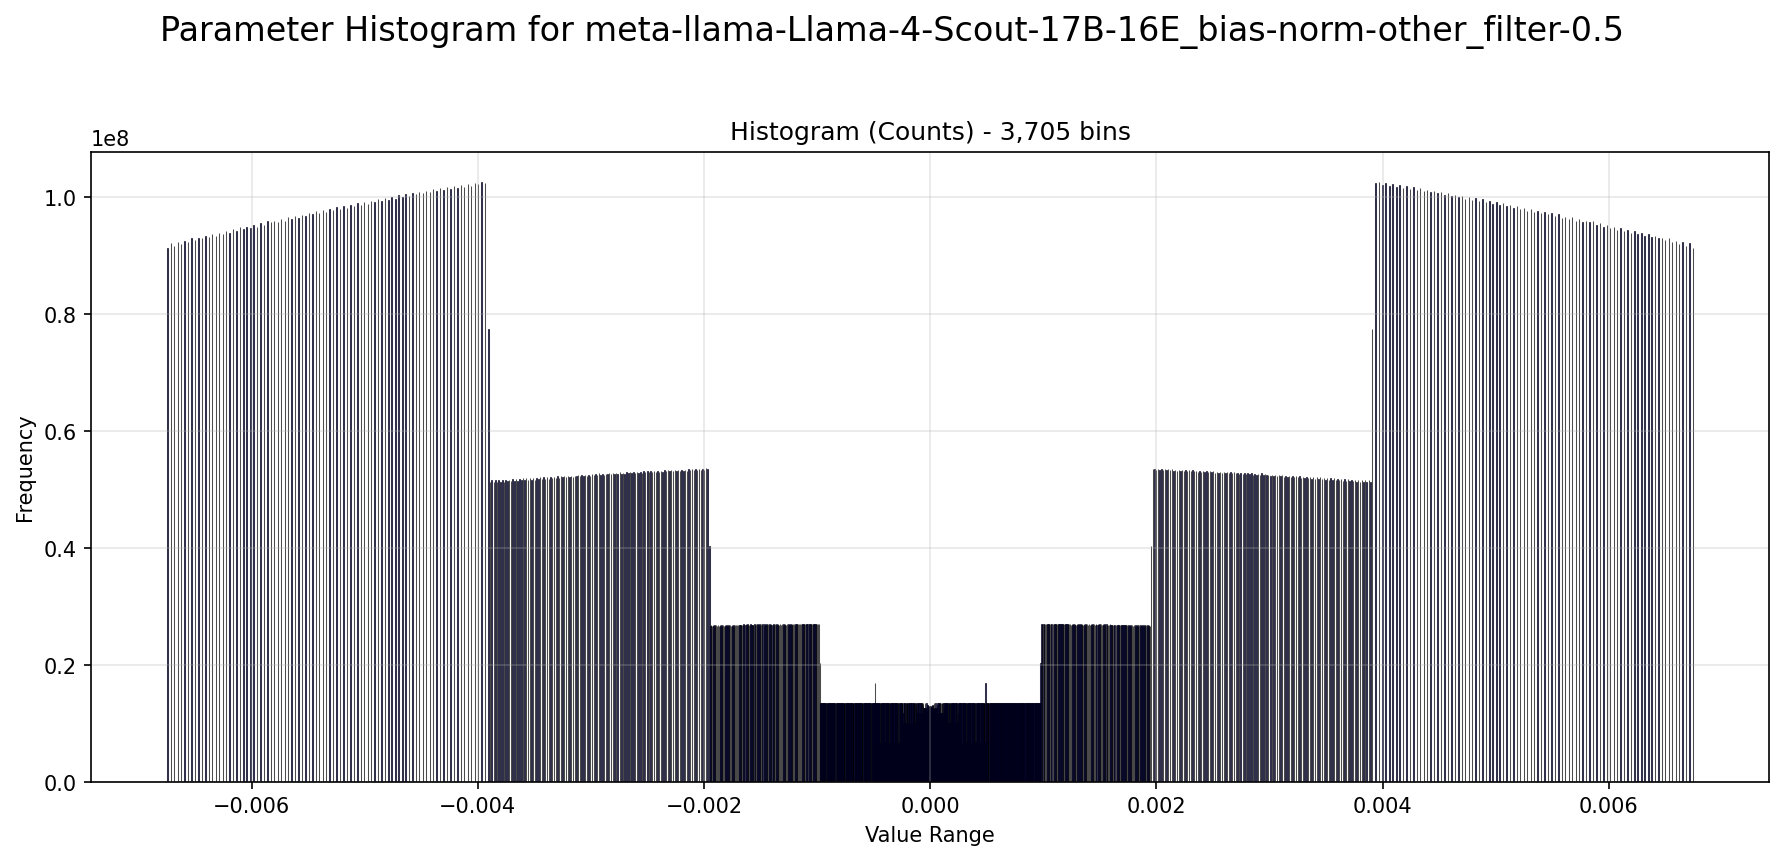 Parameter Histogram for meta-llama-Llama-4-Scout-17B-16E_bias-norm-other_filter-0.5
Histogram (Counts) - 3,705 bins
1e8
1.0
0.8
0.6
0.4
0.2
0.0
Frequency
−0.006 −0.004 −0.002 0.000 0.002 0.004 0.006
Value Range